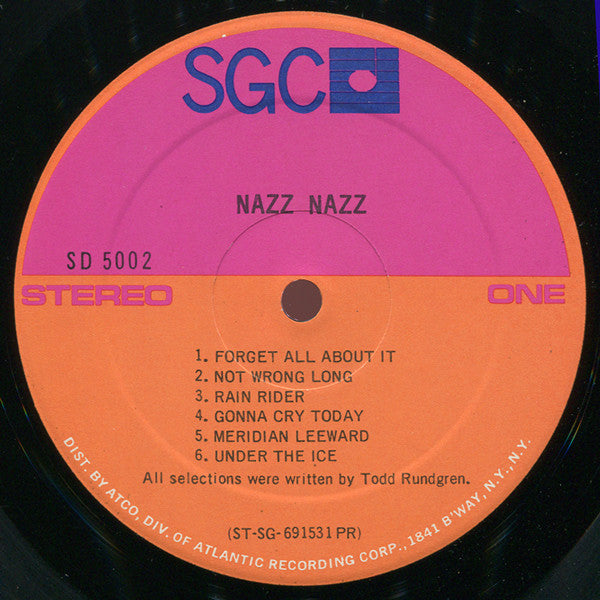 SGC
NAZZ NAZZ
SD 5002
STEREO ONE
1. FORGET ALL ABOUT IT
2. NOT WRONG LONG
3. RAIN RIDER
4. GONNA CRY TODAY
5. MERIDIAN LEEWARD
6. UNDER THE ICE
All selections were written by Todd Rundgren.
(ST-SG-691531 PR)
DIST. BY ATCO, DIV. OF ATLANTIC RECORDING CORP., 1841 B'WAY, N.Y., N.Y.